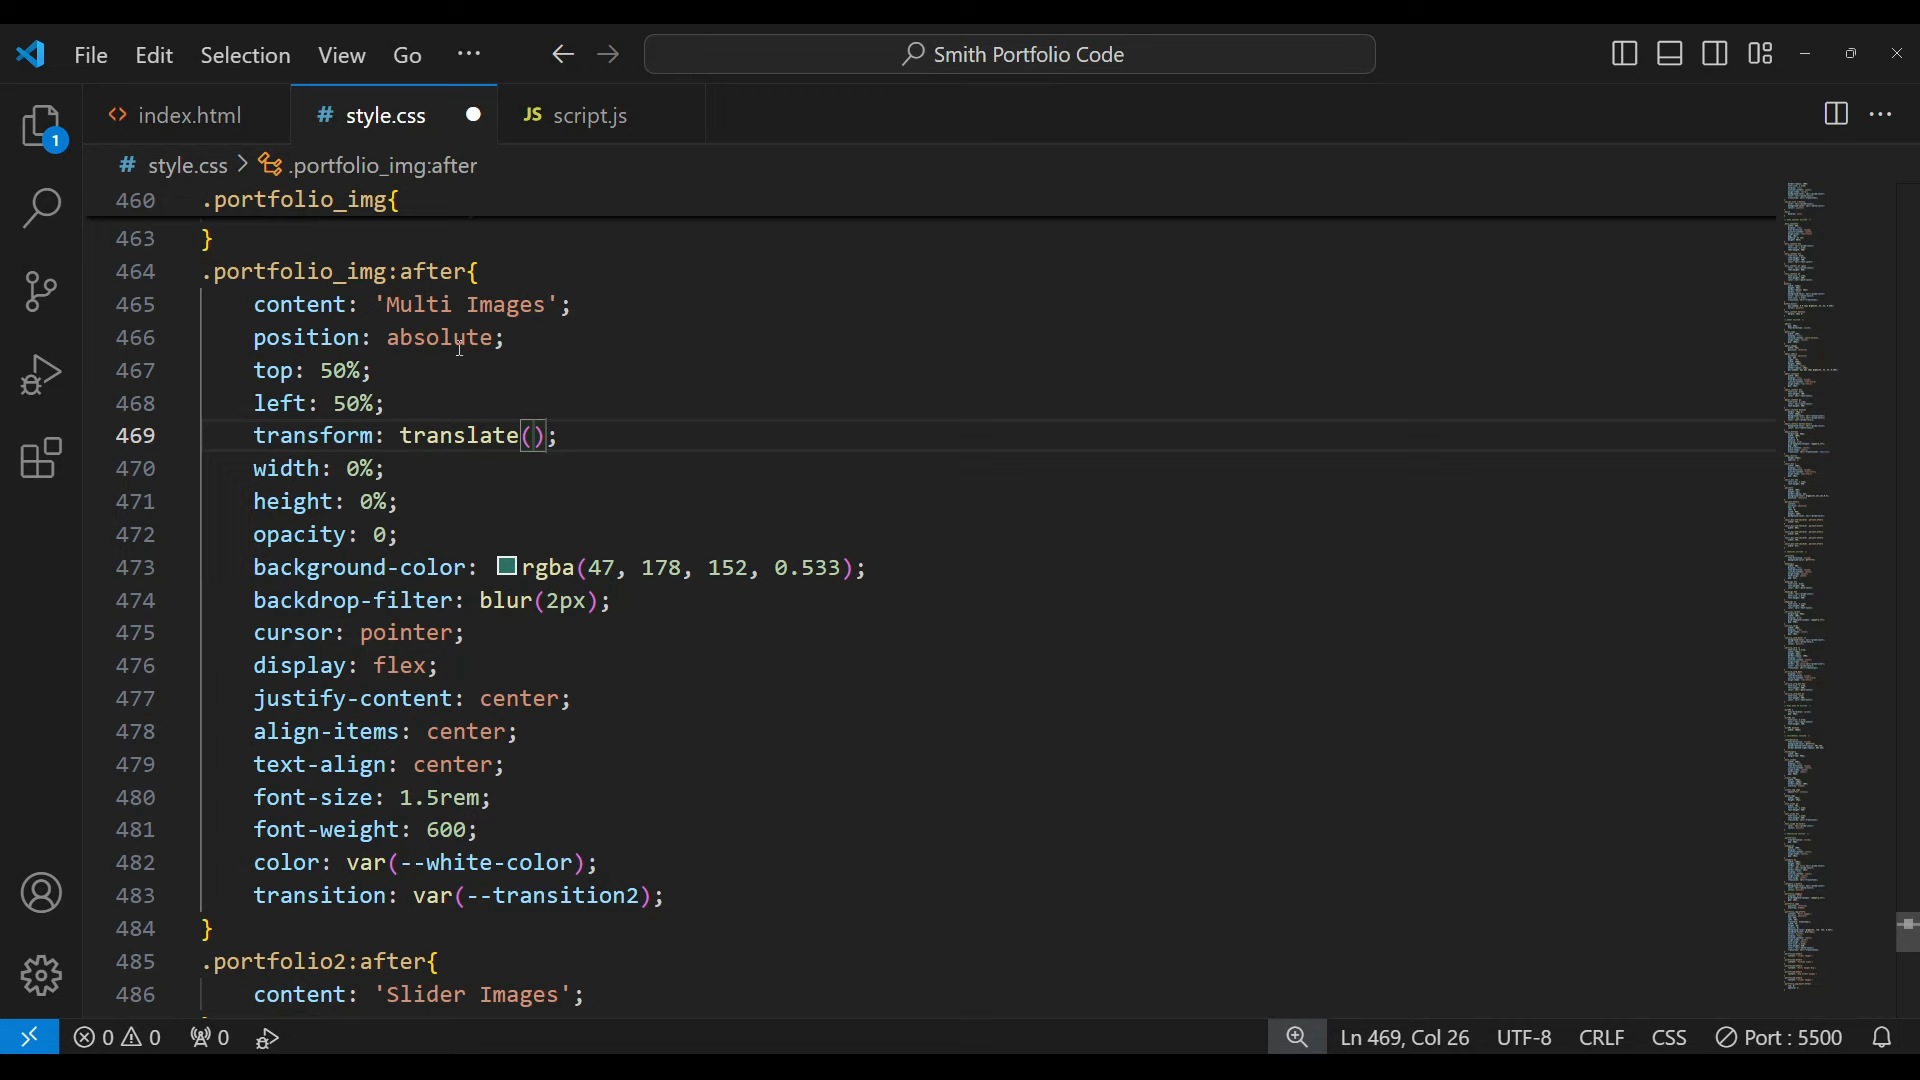 File Edit Selection View Go ... Smith Portfolio Code
index.html # style.css JS script.js
# style.css > .portfolio_img:after
460 .portfolio_img{
463 }
464 .portfolio_img:after{
465 content: 'Multi Images';
466 position: absolute;
467 top: 50%;
468 left: 50%;
469 transform: translate();
470 width: 0%;
471 height: 0%;
472 opacity: 0;
473 background-color: rgba(47, 178, 152, 0.533);
474 backdrop-filter: blur(2px);
475 cursor: pointer;
476 display: flex;
477 justify-content: center;
478 align-items: center;
479 text-align: center;
480 font-size: 1.5rem;
481 font-weight: 600;
482 color: var(--white-color);
483 transition: var(--transition2);
484 }
485 .portfolio2:after{
486 content: 'Slider Images';
1
0 0 0 Ln 469, Col 26 UTF-8 CRLF CSS Port : 5500